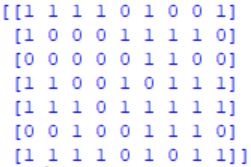 [[1 1 1 1 0 1 0 0 1]
[1 0 0 0 1 1 1 1 0]
[0 0 0 0 0 1 1 0 0]
[1 1 0 0 1 0 1 1 1]
[1 1 1 0 1 1 1 1 1]
[0 0 1 0 0 1 1 1 0]
[1 1 1 1 0 1 0 1 1]]